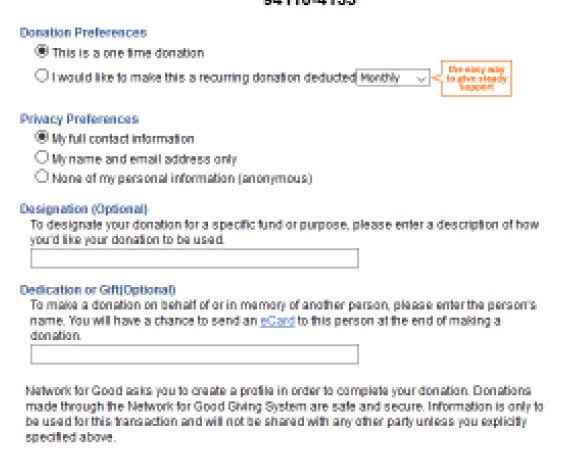 94110-4135
Donation Preferences
This is a one time donation
I would like to make this a recurring donation deducted Monthly
the easy way
to give steady
support
Privacy Preferences
My full contact information
My name and email address only
None of my personal information (anonymous)
Designation (Optional)
To designate your donation for a specific fund or purpose, please enter a description of how
you'd like your donation to be used.
Dedication or Gift(Optional)
To make a donation on behalf of or in memory of another person, please enter the person's
name. You will have a chance to send an eCard to this person at the end of making a
donation.
Network for Good asks you to create a profile in order to complete your donation. Donations
made through the Network for Good Giving System are safe and secure. Information is only to
be used for this transaction and will not be shared with any other party unless you explicitly
specified above.